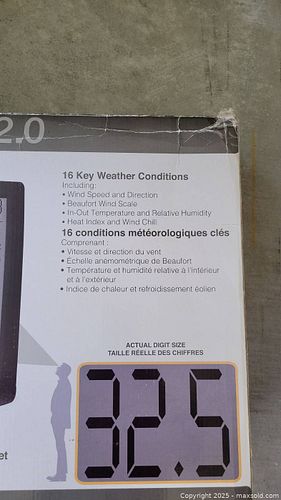 2.0
16 Key Weather Conditions
Including:
• Wind Speed and Direction
• Beaufort Wind Scale
• In-Out Temperature and Relative Humidity
• Heat Index and Wind Chill
16 conditions météorologiques clés
Comprenant :
• Vitesse et direction du vent
• Échelle anémométrique de Beaufort
• Température et humidité relative à l'intérieur
et à l'extérieur
• Indice de chaleur et refroidissement éolien
ACTUAL DIGIT SIZE
TAILLE RÉELLE DES CHIFFRES
32.5
et
Copyright © 2025 - maxsold.com